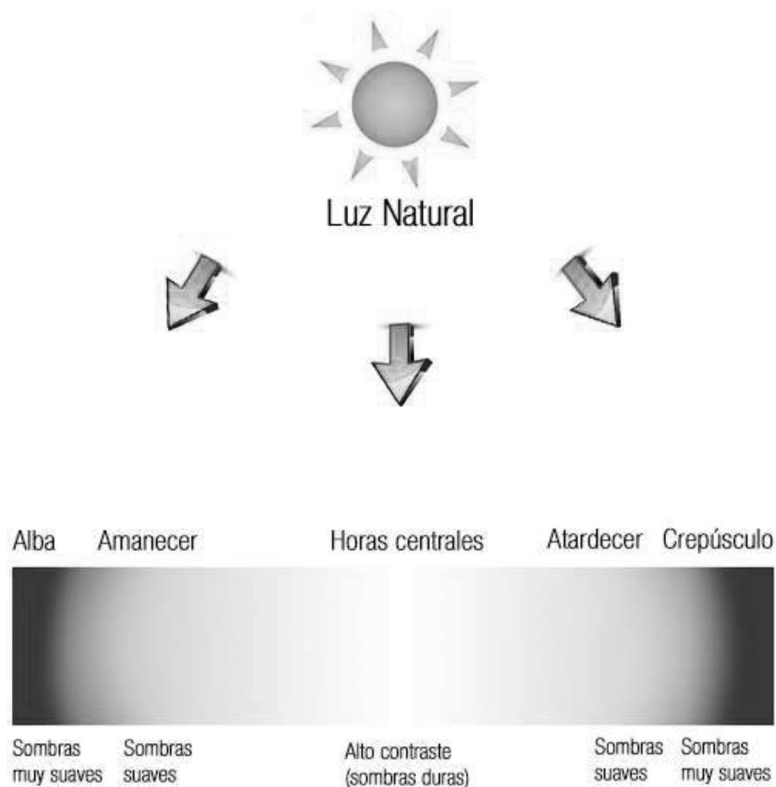 Luz Natural
Alba
Amanecer
Horas centrales
Atardecer
Crepúsculo
Sombras
muy suaves
Sombras
suaves
Alto contraste
(sombras duras)
Sombras
suaves
Sombras
muy suaves